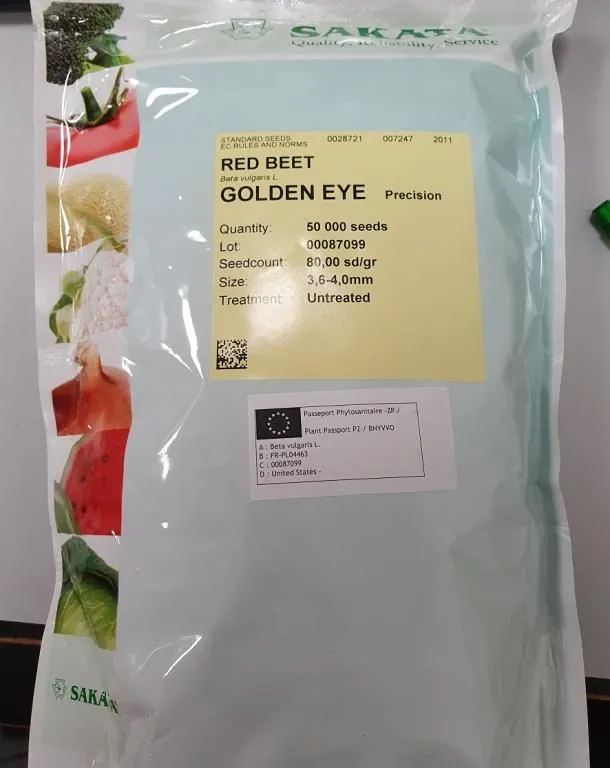 SAKATA
Quality, Reliability, Service
STANDARD SEEDS 0028721 007247 2011
EC RULES AND NORMS
RED BEET
Beta vulgaris L.
GOLDEN EYE Precision
Quantity: 50 000 seeds
Lot: 00087099
Seedcount: 80,00 sd/gr
Size: 3,6-4,0mm
Treatment: Untreated
Passeport Phytosanitaire -ZP /
Plant Passport PZ / BNYVVO
A : Beta vulgaris L.
B : FR-PL04463
C : 00087099
D : United States -
SAKATA